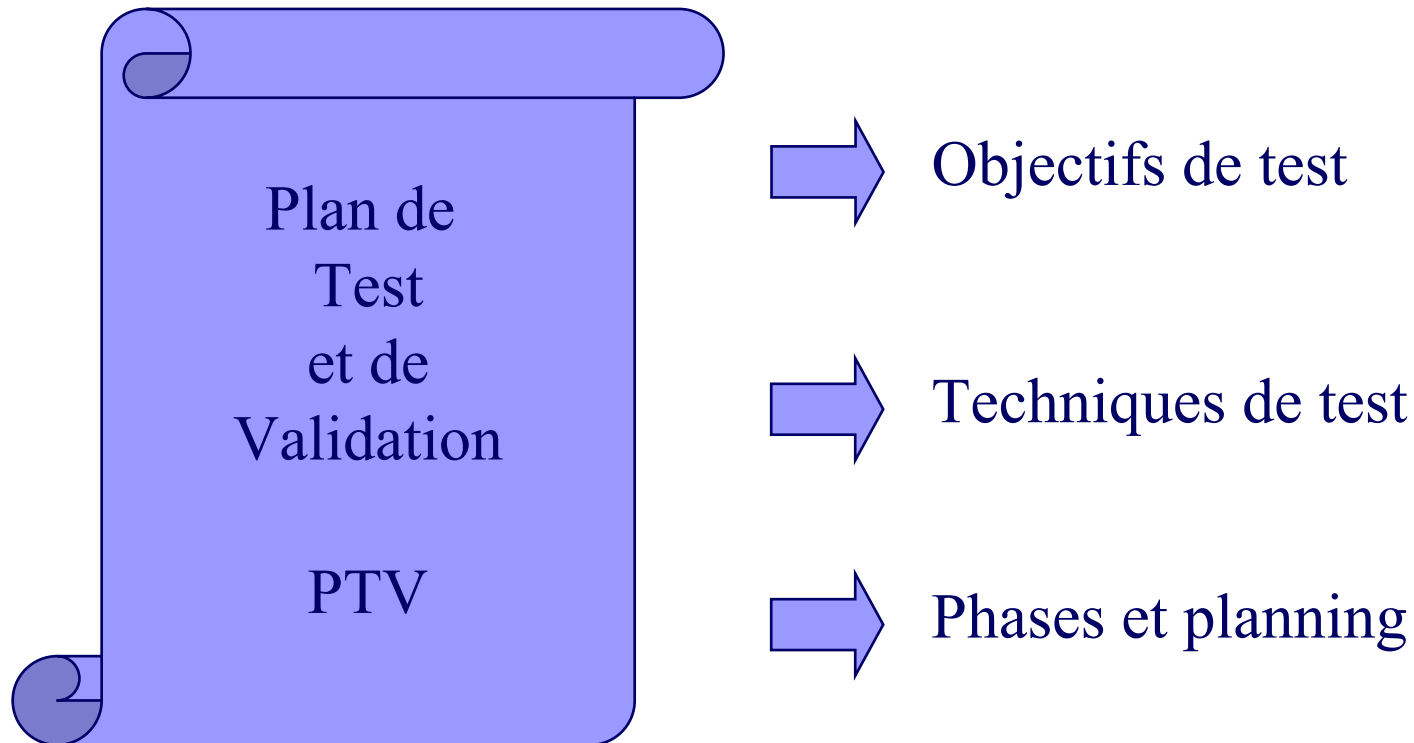 Plan de
Test
et de
Validation
PTV
Objectifs de test
Techniques de test
Phases et planning